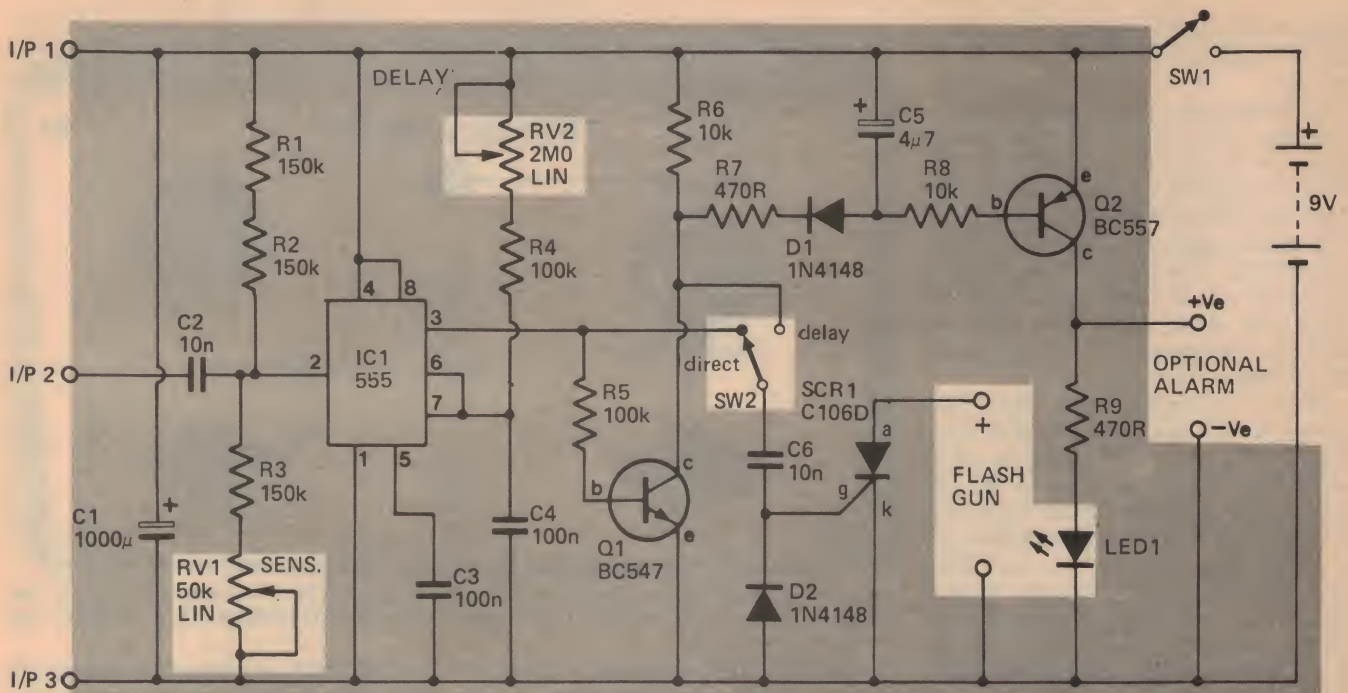 I/P 1
DELAY
RV2
2M0
LIN
R1
150k
R2
150k
R4
100k
R6
10k
R7
470R
D1
1N4148
+
C5
4µ7
R8
10k
b
e
c
Q2
BC557
SW1
+
9V
C2
10n
I/P 2
2
4
8
3
6
7
1
5
IC1
555
direct
delay
SW2
R5
100k
SCR1
C106D
a
g
k
C6
10n
+
FLASH
GUN
+Ve
OPTIONAL
ALARM
-Ve
R9
470R
LED1
R3
150k
C1
1000µ
+
RV1
50k
LIN
SENS.
C3
100n
C4
100n
b
c
e
Q1
BC547
D2
1N4148
I/P 3